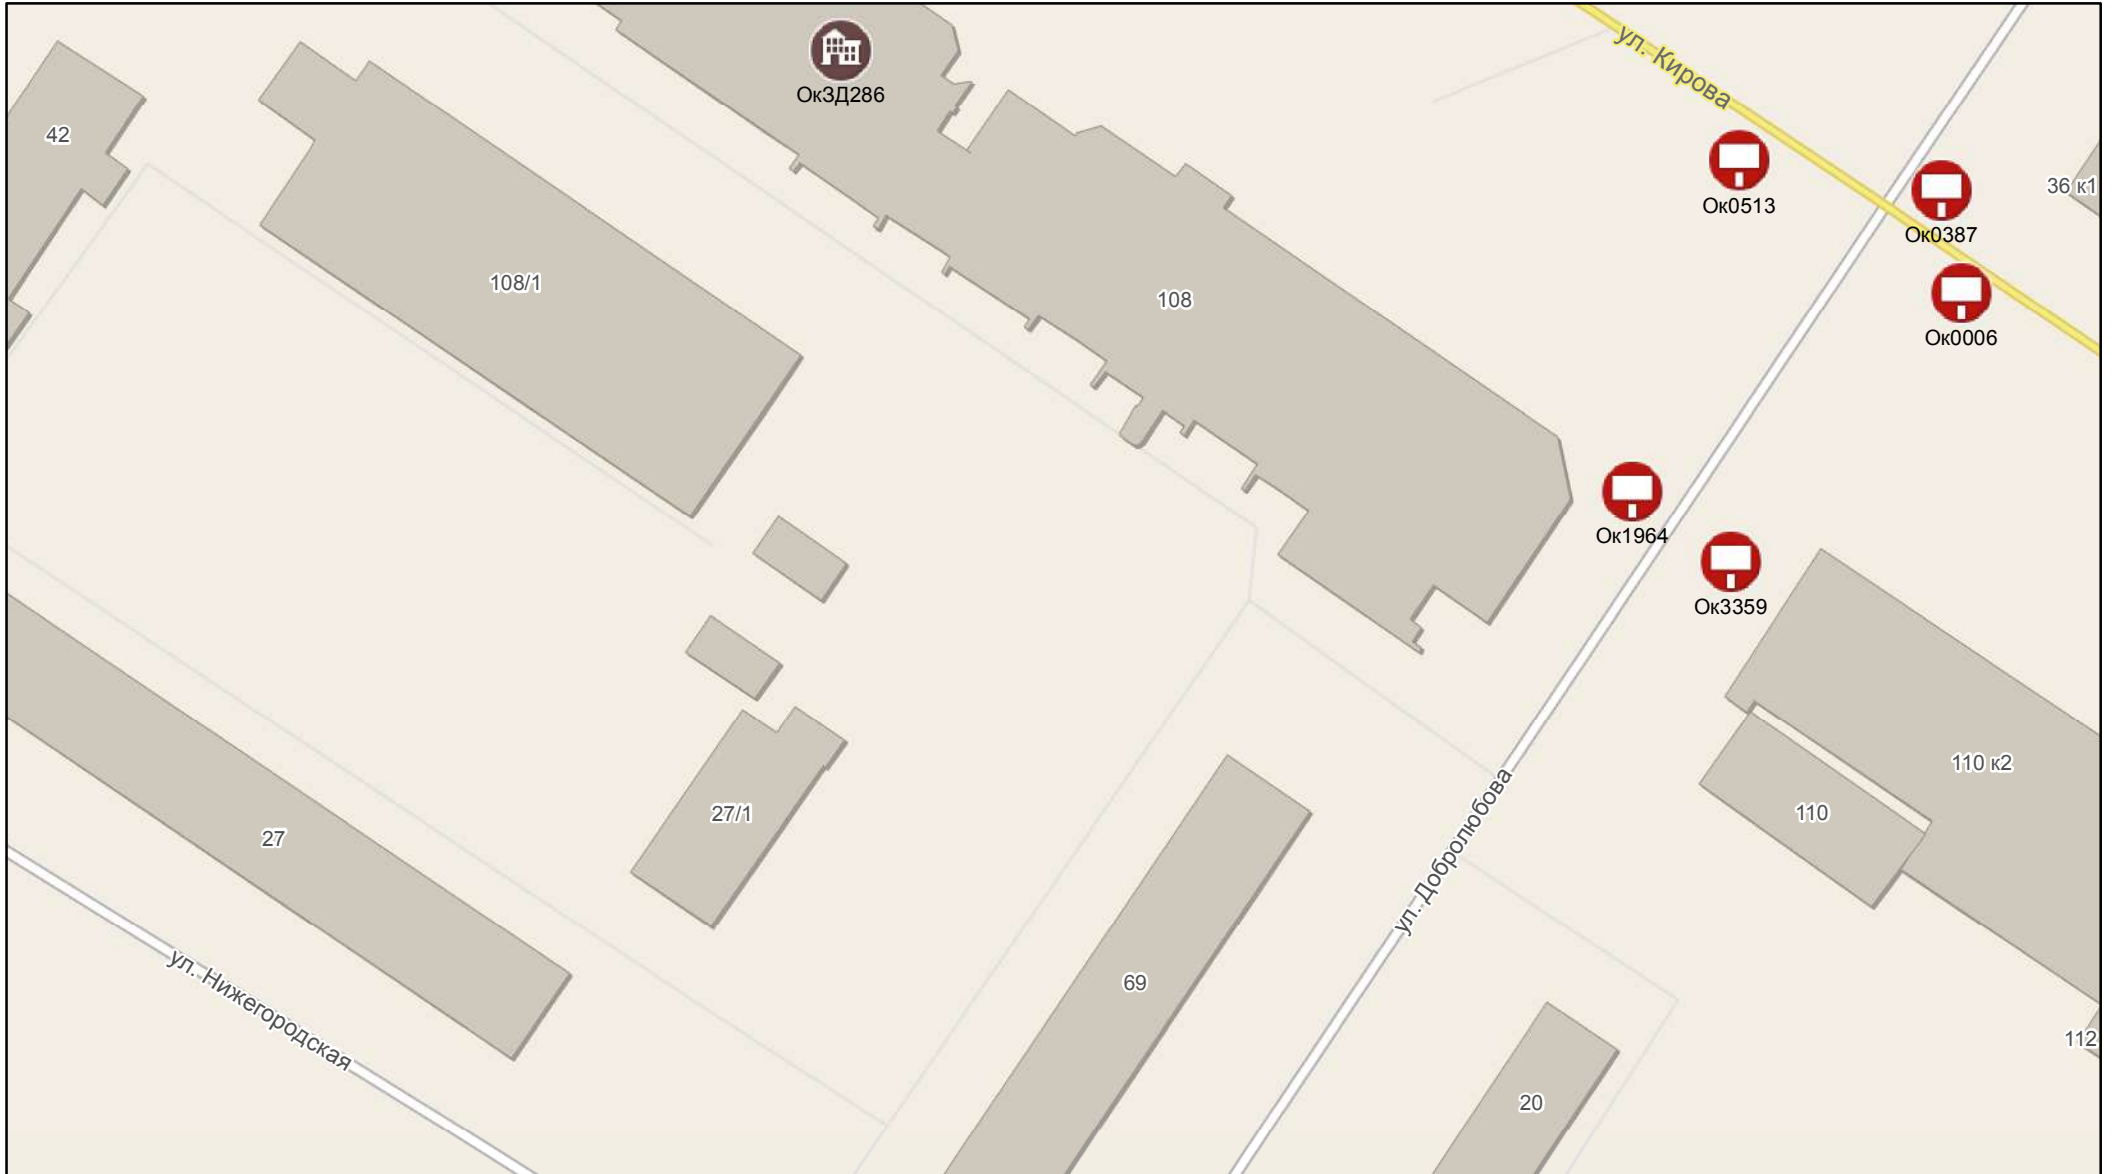 ул. Кирова
ОкЗД286
42
36 к1
Ок0513
Ок0387
108/1
108
Ок0006
Ок1964
Ок3359
110 к2
27/1
110
27
ул. Добролюбова
69
ул. Нижегородская
112
20